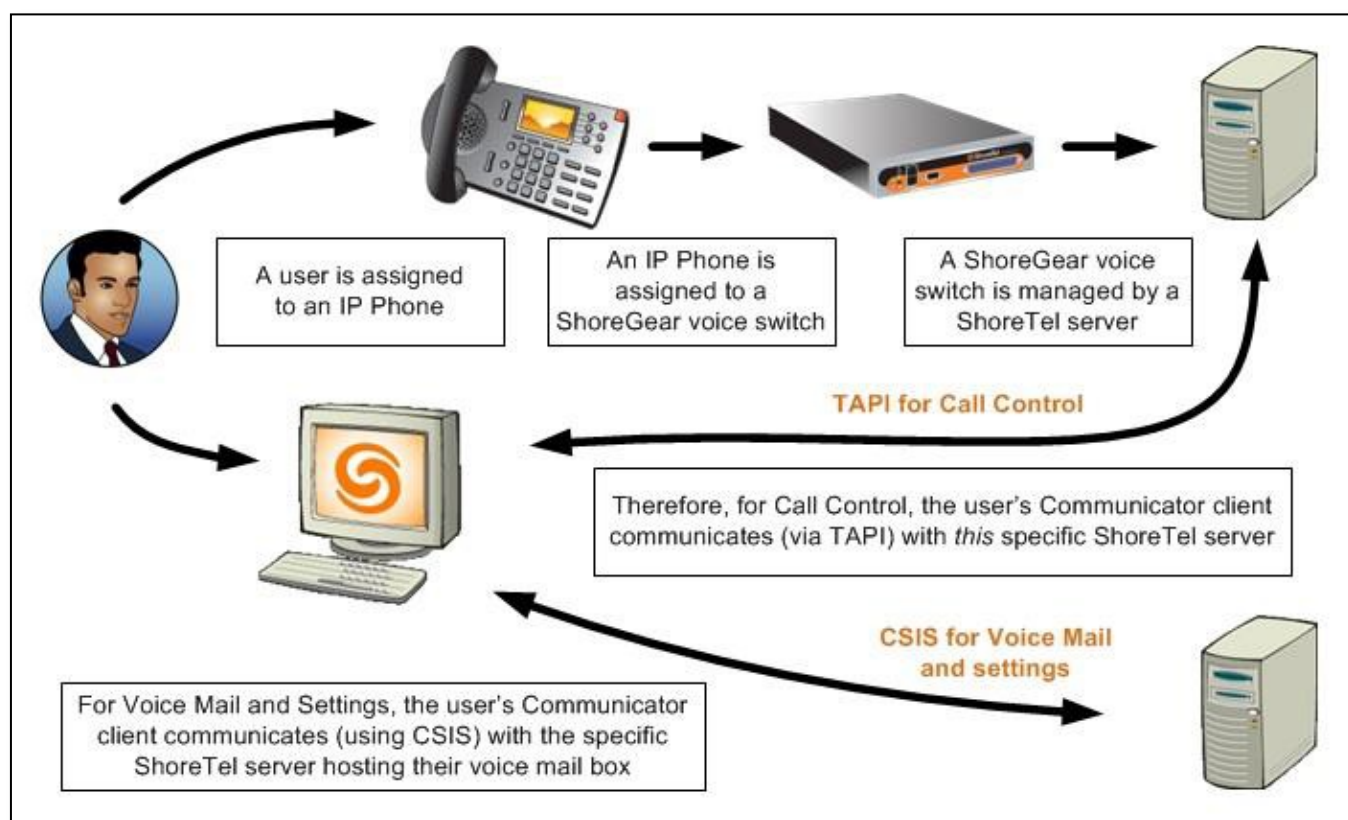 A user is assigned
to an IP Phone
An IP Phone is
assigned to a
ShoreGear voice switch
A ShoreGear voice
switch is managed by a
ShoreTel server
TAPI for Call Control
Therefore, for Call Control, the user's Communicator client
communicates (via TAPI) with this specific ShoreTel server
CSIS for Voice Mail
and settings
For Voice Mail and Settings, the user's Communicator
client communicates (using CSIS) with the specific
ShoreTel server hosting their voice mail box